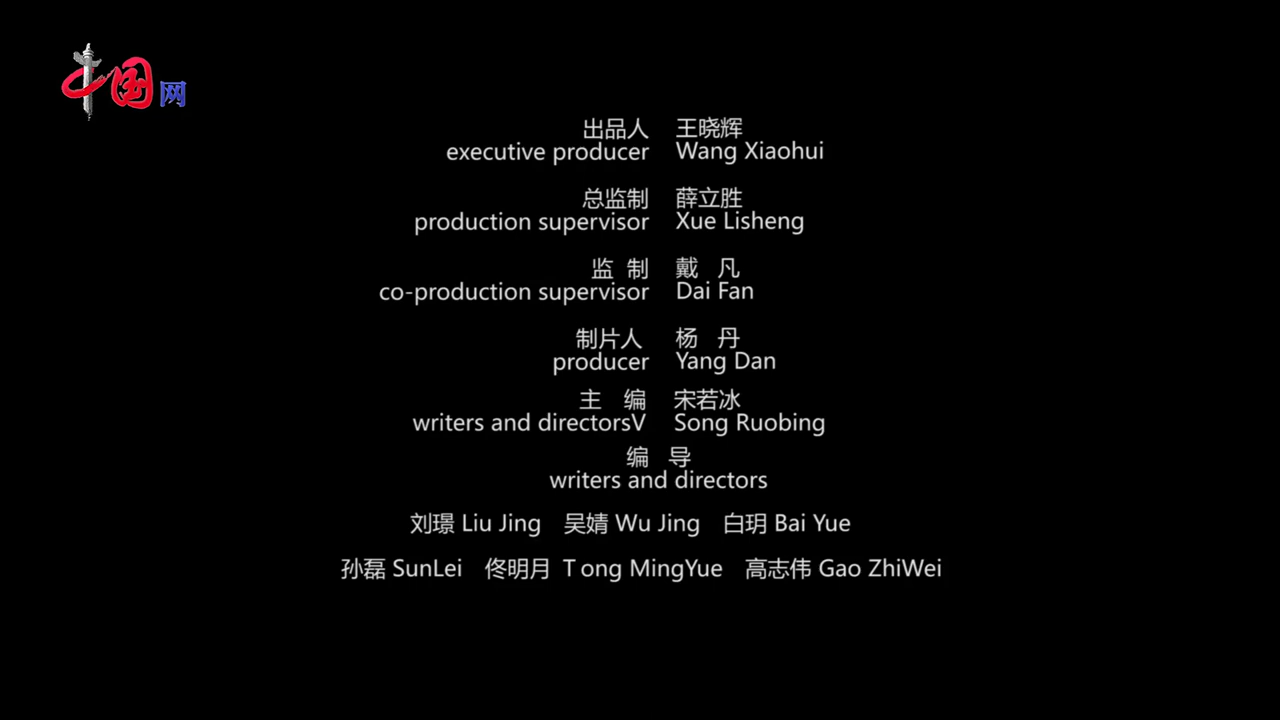 中国网
出品人 王晓辉
executive producer Wang Xiaohui
总监制 薛立胜
production supervisor Xue Lisheng
监 制 戴 凡
co-production supervisor Dai Fan
制片人 杨 丹
producer Yang Dan
主 编 宋若冰
writers and directorsV Song Ruobing
编 导
writers and directors
刘璟 Liu Jing 吴婧 Wu Jing 白玥 Bai Yue
孙磊 SunLei 佟明月 T ong MingYue 高志伟 Gao ZhiWei